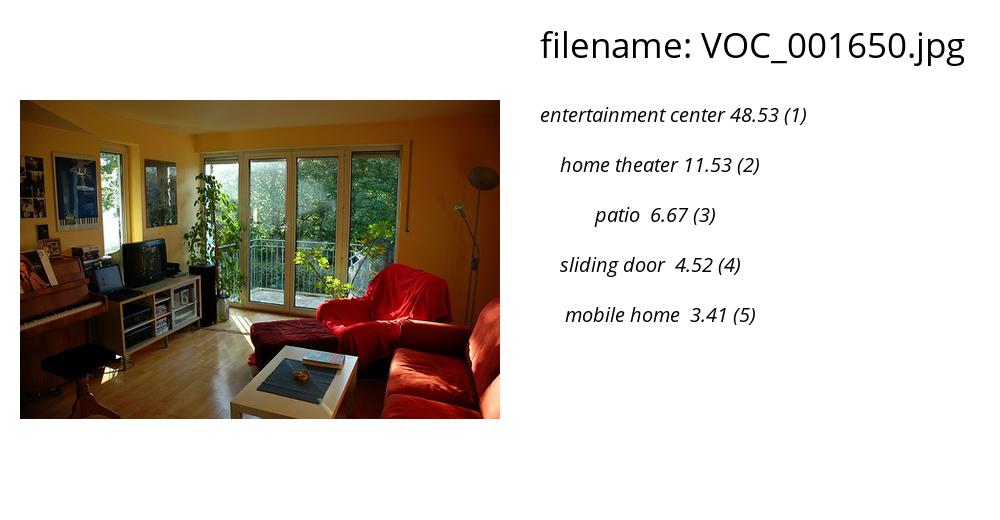 filename: VOC_001650.jpg
entertainment center 48.53 (1)
home theater 11.53 (2)
patio 6.67 (3)
sliding door 4.52 (4)
mobile home 3.41 (5)